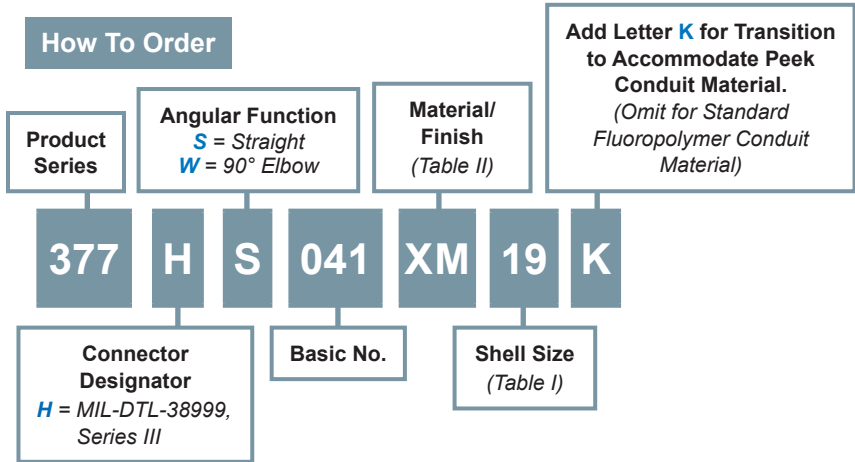 How To Order
Add Letter K for Transition
to Accommodate Peek
Conduit Material.
(Omit for Standard
Fluoropolymer Conduit
Material)
Angular Function
S = Straight
W = 90° Elbow
Material/
Finish
(Table II)
Product
Series
377 H S 041 XM 19 K
Connector
Designator
H = MIL-DTL-38999,
Series III
Basic No.
Shell Size
(Table I)